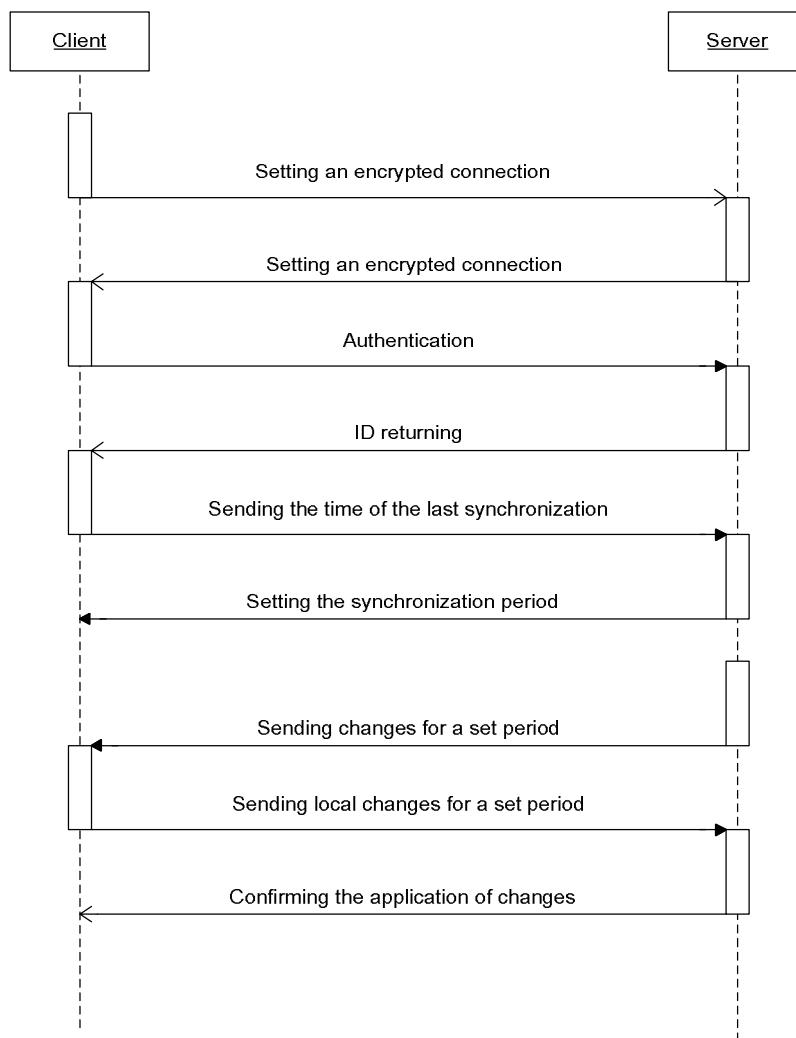 Client
Server
Setting an encrypted connection
Setting an encrypted connection
Authentication
ID returning
Sending the time of the last synchronization
Setting the synchronization period
Sending changes for a set period
Sending local changes for a set period
Confirming the application of changes